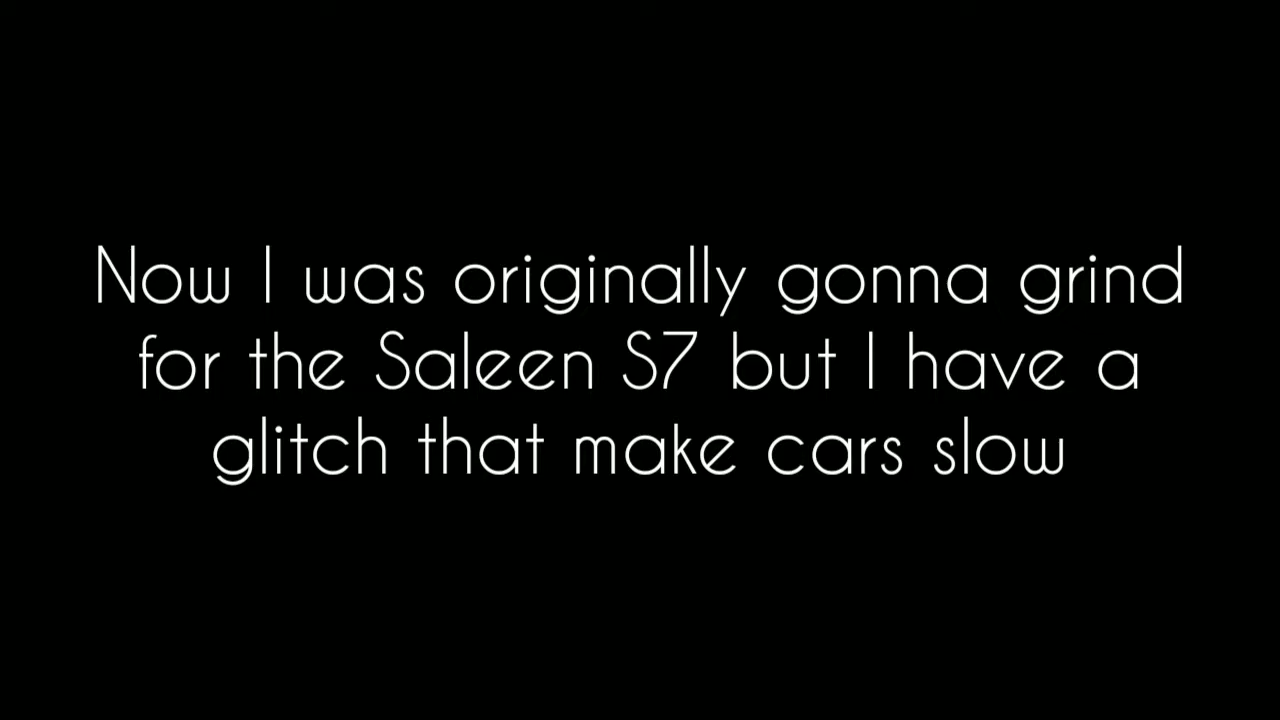 Now I was originally gonna grind
for the Saleen S7 but I have a
glitch that make cars slow